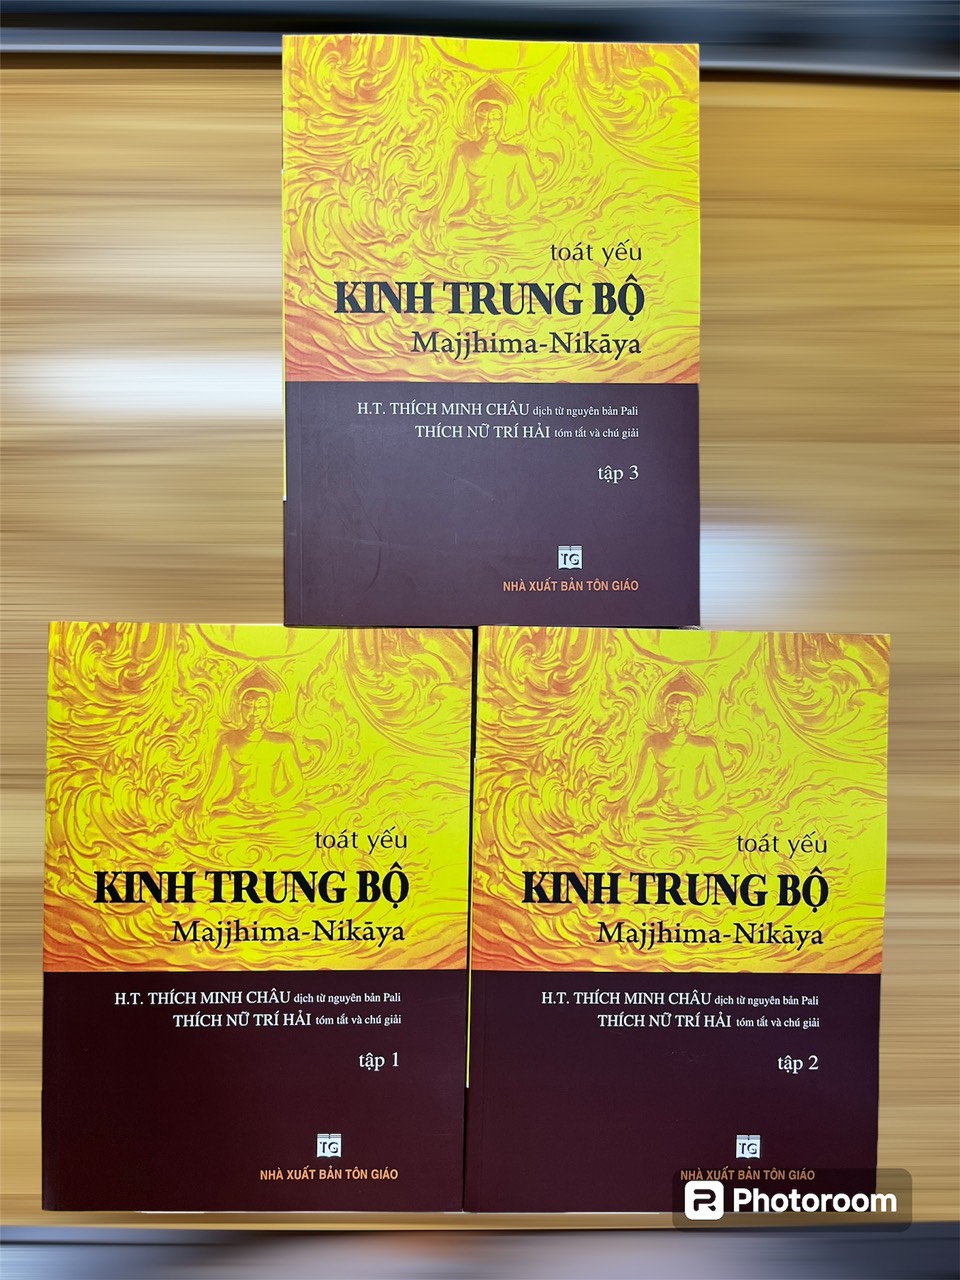 toát yếu
KINH TRUNG BỘ
Majjhima-Nikāya
H.T. THÍCH MINH CHÂU dịch từ nguyên bản Pali
THÍCH NỮ TRÍ HẢI tóm tắt và chú giải
tập 3
TG
NHÀ XUẤT BẢN TÔN GIÁO
toát yếu
KINH TRUNG BỘ
Majjhima-Nikāya
H.T. THÍCH MINH CHÂU dịch từ nguyên bản Pali
THÍCH NỮ TRÍ HẢI tóm tắt và chú giải
tập 1
TG
NHÀ XUẤT BẢN TÔN GIÁO
toát yếu
KINH TRUNG BỘ
Majjhima-Nikāya
H.T. THÍCH MINH CHÂU dịch từ nguyên bản Pali
THÍCH NỮ TRÍ HẢI tóm tắt và chú giải
tập 2
TG
NHÀ XUẤT BẢN TÔN GIÁO
Photoroom